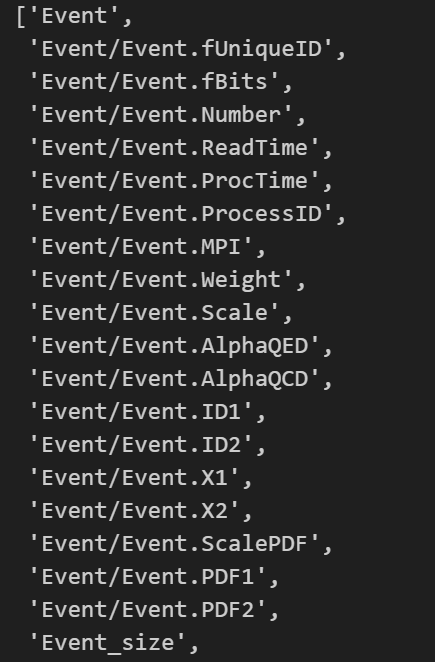 ['Event',
'Event/Event.fUniqueID',
'Event/Event.fBits',
'Event/Event.Number',
'Event/Event.ReadTime',
'Event/Event.ProcTime',
'Event/Event.ProcessID',
'Event/Event.MPI',
'Event/Event.Weight',
'Event/Event.Scale',
'Event/Event.AlphaQED',
'Event/Event.AlphaQCD',
'Event/Event.ID1',
'Event/Event.ID2',
'Event/Event.X1',
'Event/Event.X2',
'Event/Event.ScalePDF',
'Event/Event.PDF1',
'Event/Event.PDF2',
'Event_size',